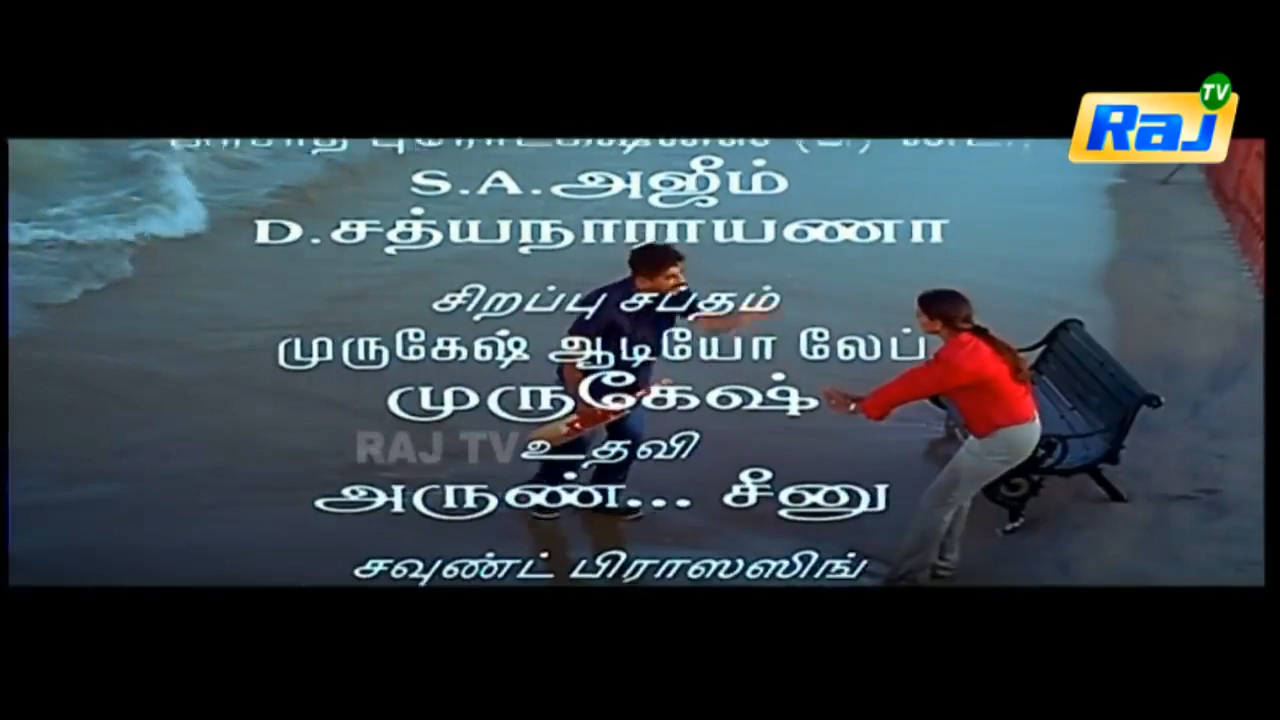 Raj TV
S.A.அஜீம்
D.சத்யநாராயணா
சிறப்பு சப்தம்
முருகேஷ் ஆடியோ லேப்
முருகேஷ்
RAJ TV
உதவி
அருண்... சீனு
சவுண்ட் பிராஸஸிங்